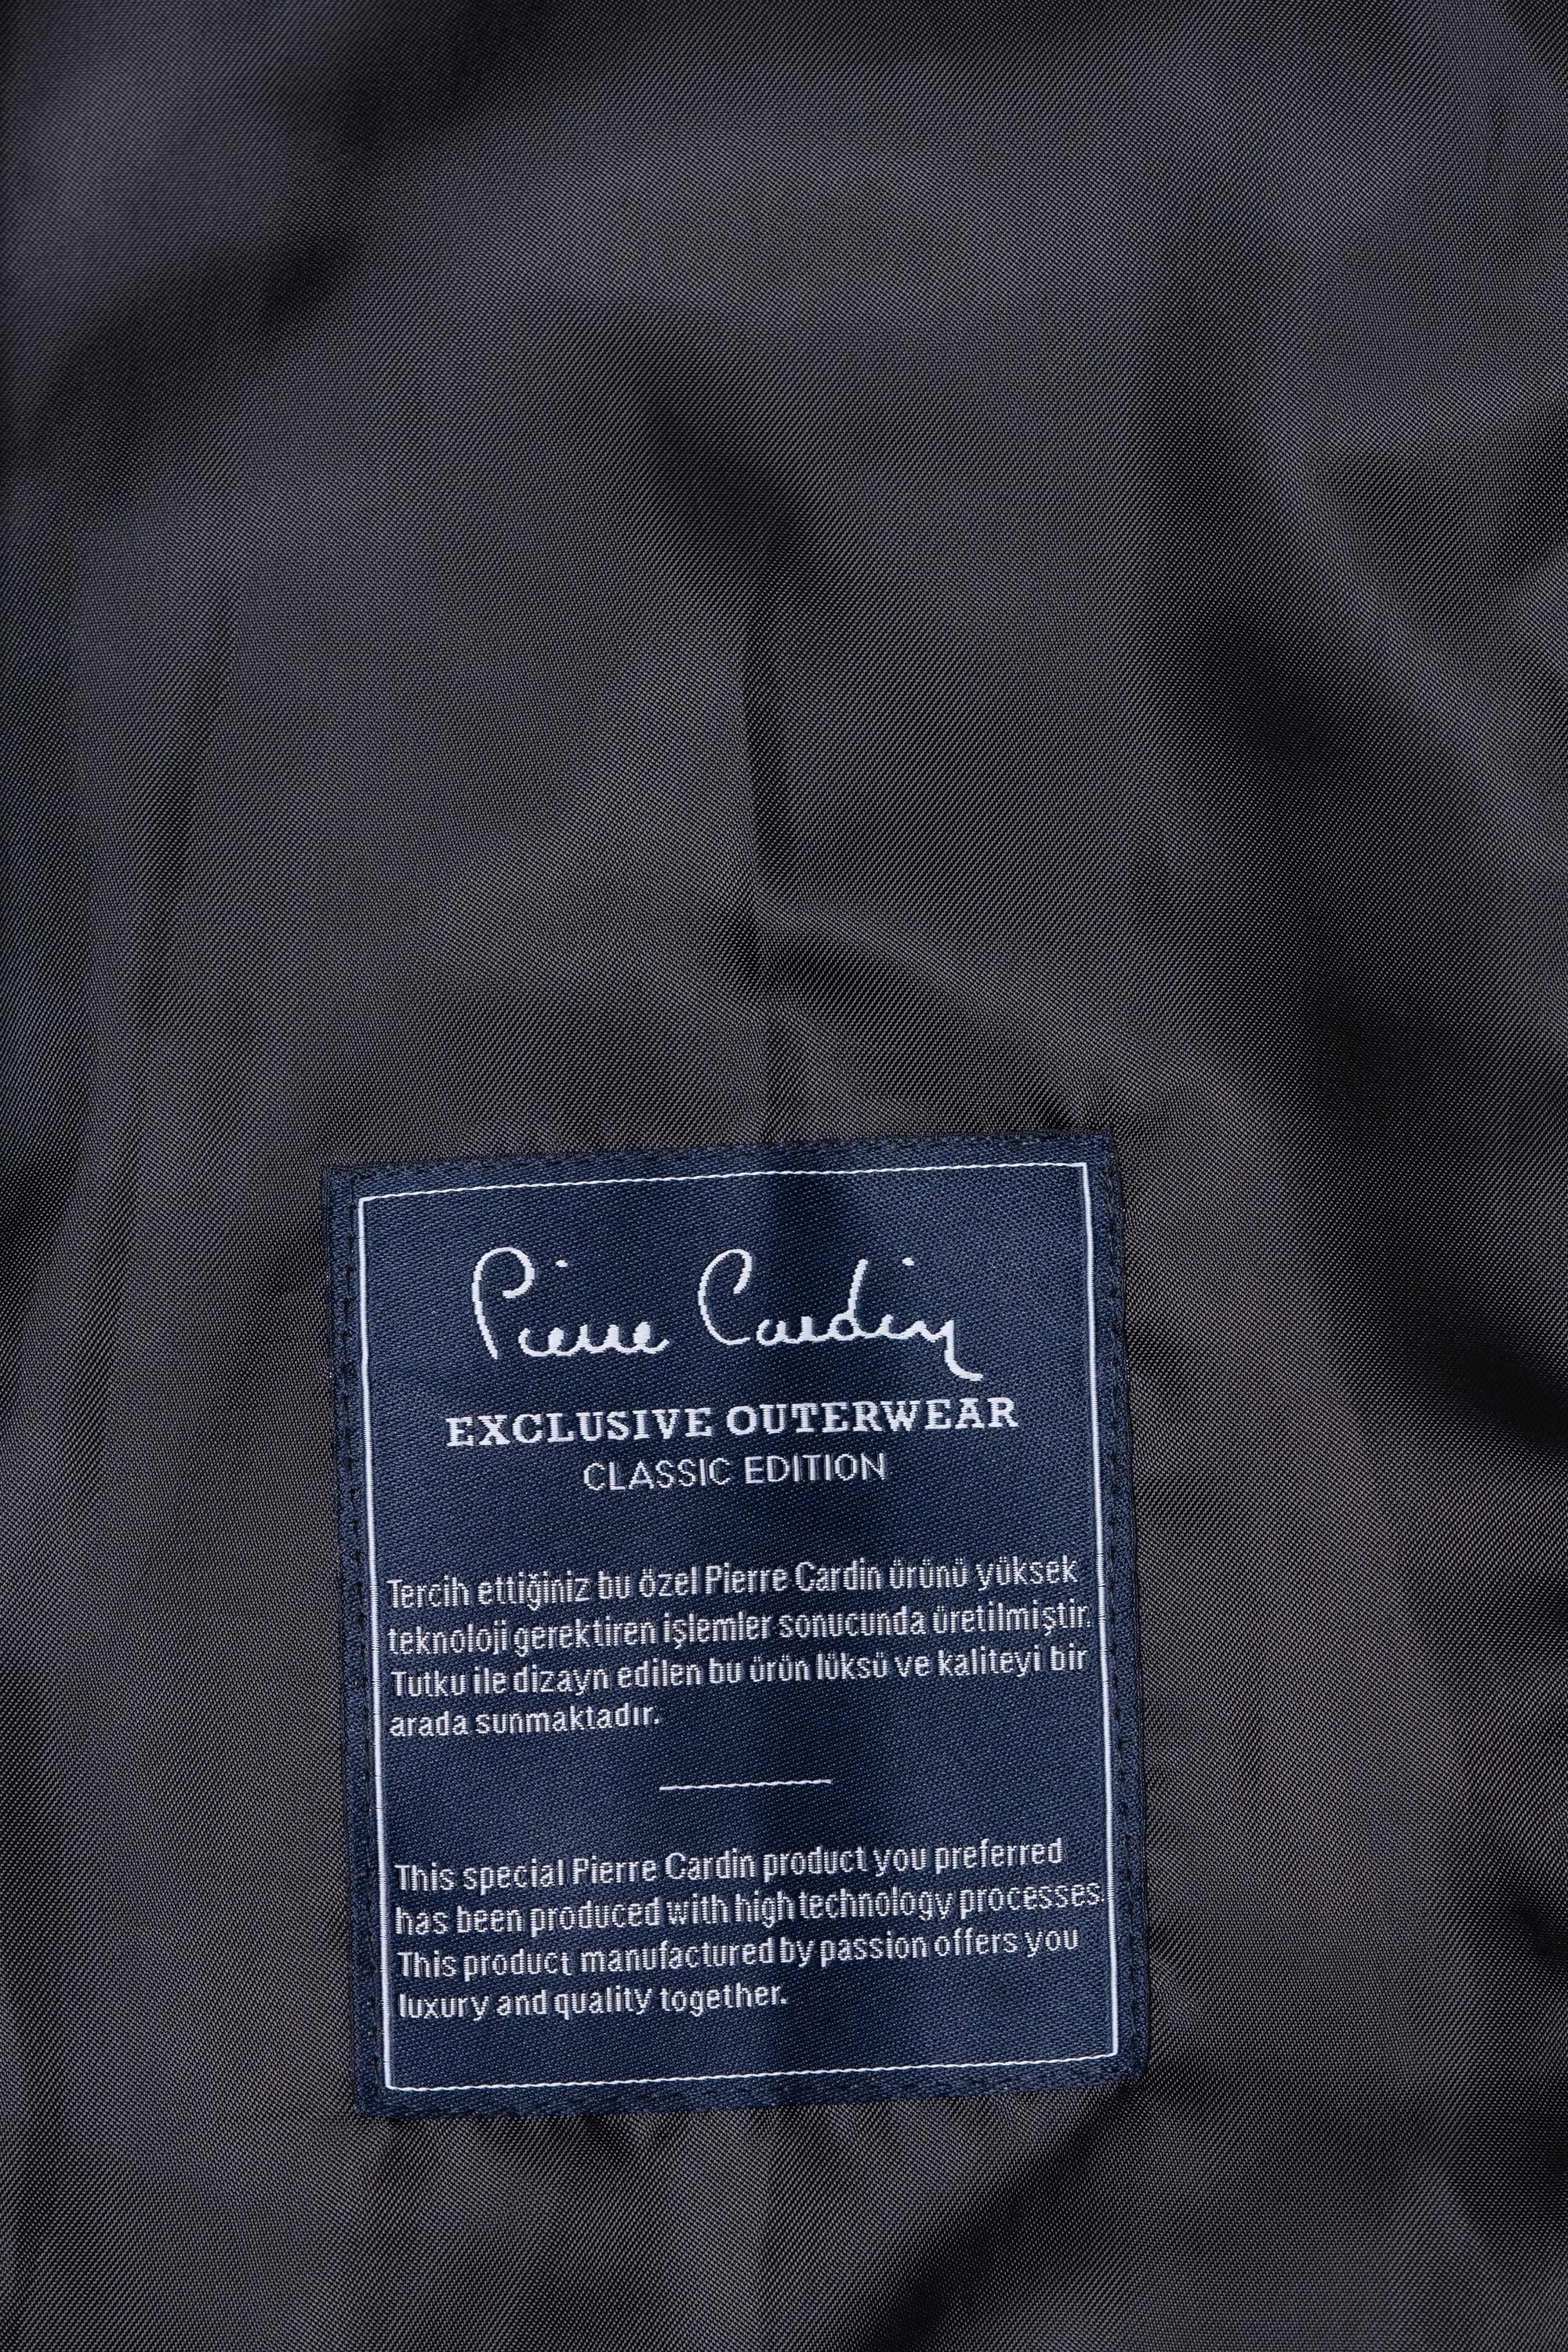 Pierre Cardin
EXCLUSIVE OUTERWEAR
CLASSIC EDITION
Tercih ettiğiniz bu özel Pierre Cardin ürünü yüksek
teknoloji gerektiren işlemler sonucunda üretilmiştir.
Tutku ile dizayn edilen bu ürün lüksü ve kaliteyi bir
arada sunmaktadır.
This special Pierre Cardin product you preferred
has been produced with high technology processes
This product manufactured by passion offers you
luxury and quality together.